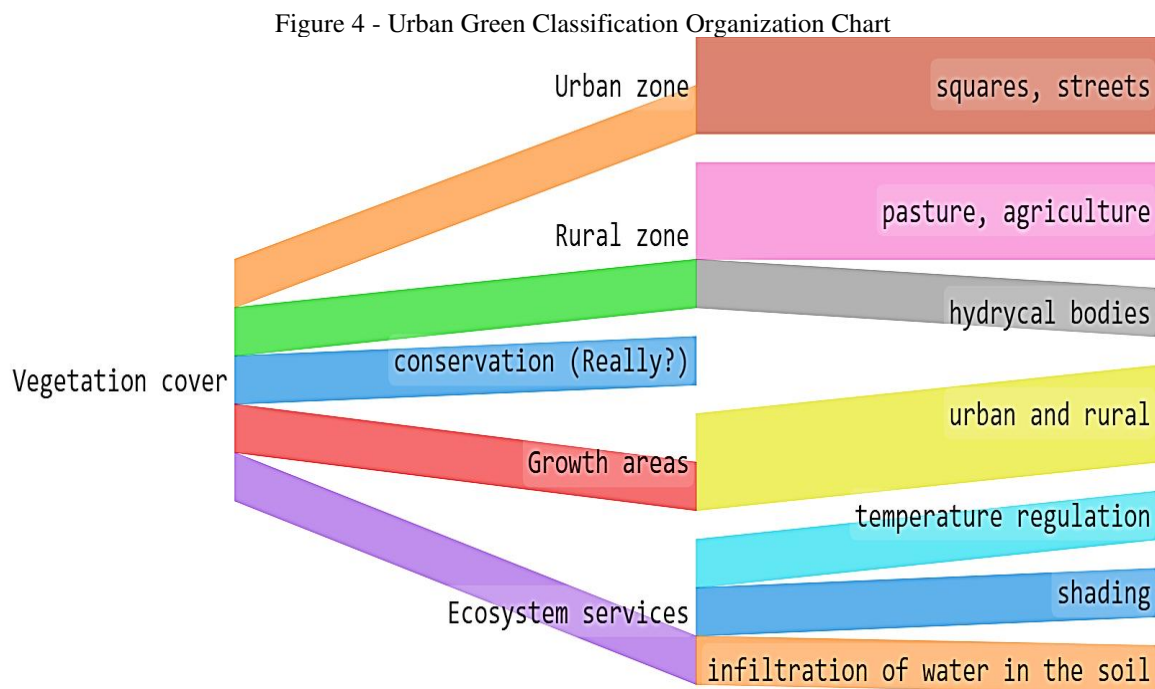 Figure 4 - Urban Green Classification Organization Chart
Urban zone
squares, streets
pasture, agriculture
Rural zone
hydrycal bodies
conservation (Really?)
Vegetation cover
urban and rural
Growth areas
temperature regulation
shading
Ecosystem services
infiltration of water in the soil